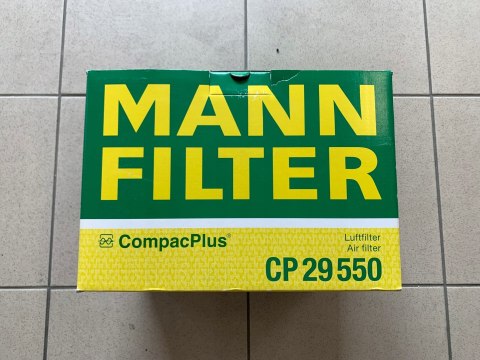 MANN
FILTER
CompacPlus®
Luftfilter
Air filter
CP 29 550